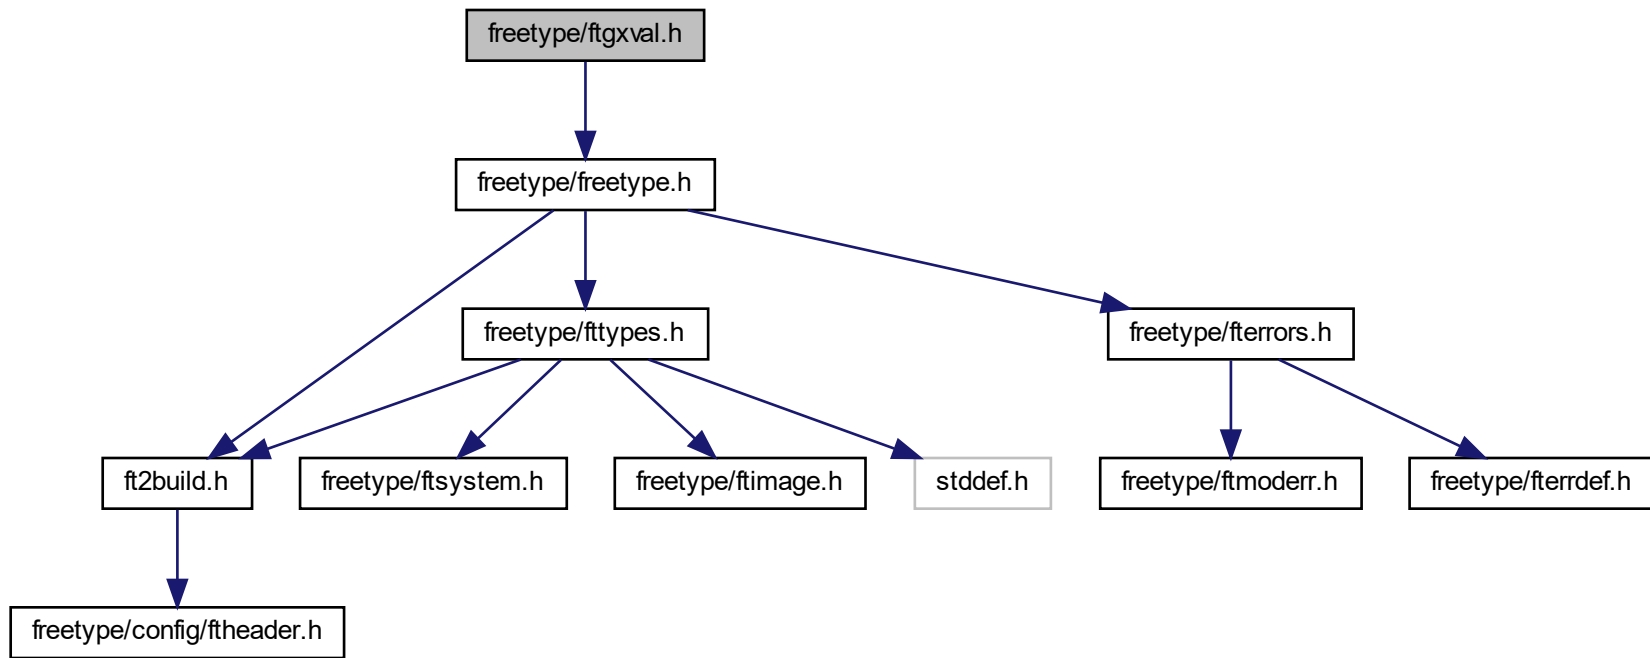 freetype/ftgxval.h
freetype/freetype.h
freetype/fttypes.h
freetype/fterrors.h
ft2build.h
freetype/ftsystem.h
freetype/ftimage.h
stddef.h
freetype/ftmoderr.h
freetype/fterrdef.h
freetype/config/ftheader.h